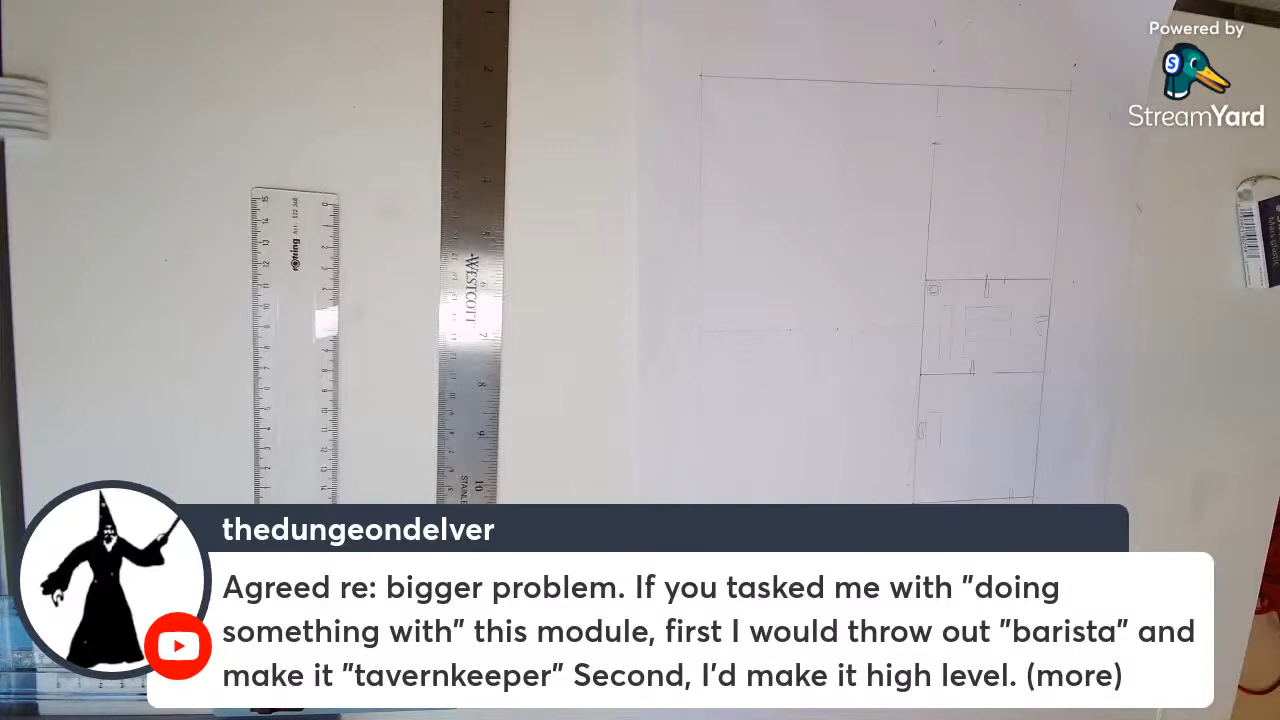 Powered by
StreamYard
WESTCOTT
rotring
thedungeondelver
Agreed re: bigger problem. If you tasked me with "doing
something with" this module, first I would throw out "barista" and
make it "tavernkeeper" Second, I'd make it high level. (more)